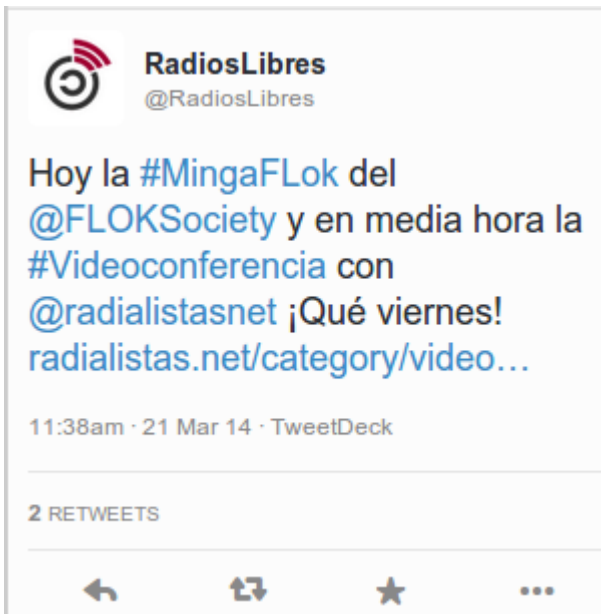 RadiosLibres
@RadiosLibres
Hoy la #MingaFLok del
@FLOKSociety y en media hora la
#Videoconferencia con
@radialistasnet ¡Qué viernes!
radialistas.net/category/video…
11:38am · 21 Mar 14 · TweetDeck
2 RETWEETS